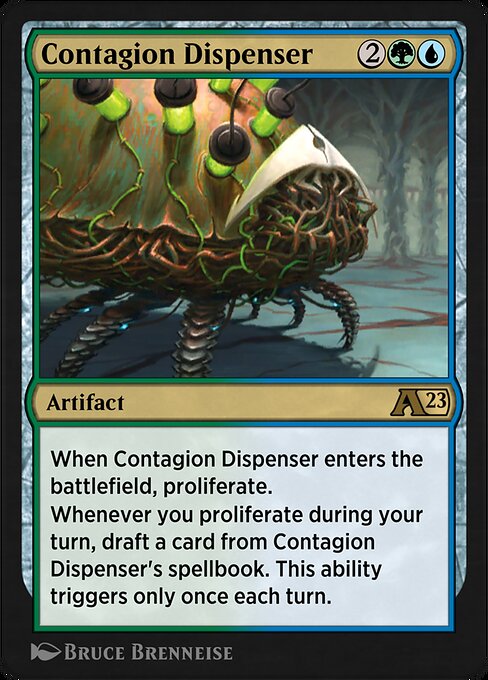 Contagion Dispenser 2
Artifact A23
When Contagion Dispenser enters the
battlefield, proliferate.
Whenever you proliferate during your
turn, draft a card from Contagion
Dispenser's spellbook. This ability
triggers only once each turn.
Bruce Brenneise